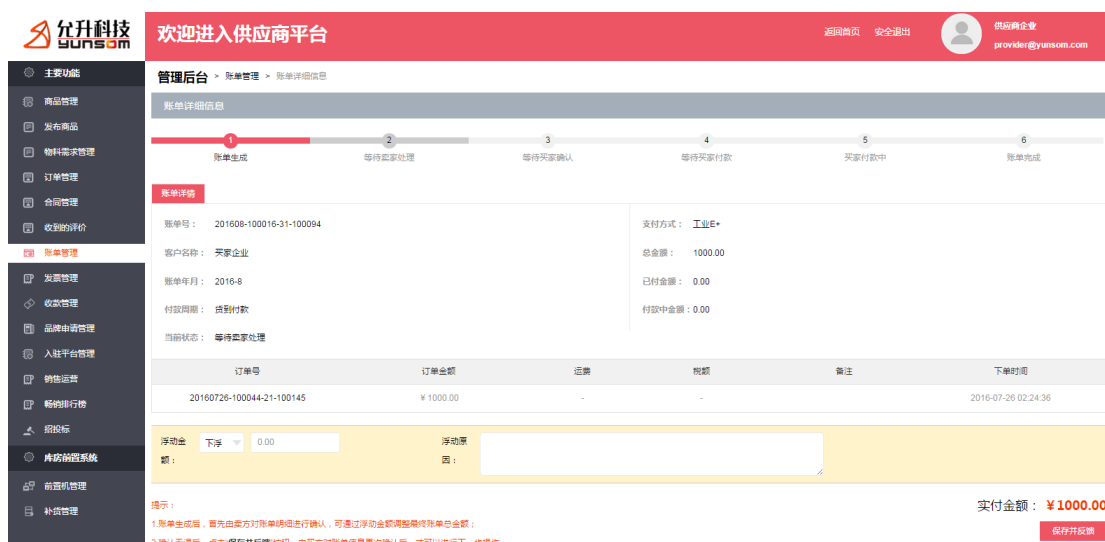 允升科技
yunsom
欢迎进入供应商平台
返回首页 安全退出
供应商企业
provider@yunsom.com
主要功能
商品管理
发布商品
物料需求管理
订单管理
合同管理
收到的评价
账单管理
发票管理
收款管理
品牌申请管理
入驻平台管理
销售运营
畅销排行榜
招投标
库房前置系统
前置机管理
补货管理
管理后台 > 账单管理 > 账单详细信息
账单详细信息
1 2 3 4 5 6
账单生成 等待卖家处理 等待买家确认 等待买家付款 买家付款中 账单完成
账单详情
账单号： 201608-100016-31-100094 支付方式： 工业E+
客户名称： 买家企业 总金额： 1000.00
账单年月： 2016-8 已付金额： 0.00
付款周期： 货到付款 付款中金额：0.00
当前状态： 等待卖家处理
订单号 订单金额 运费 税额 备注 下单时间
20160726-100044-21-100145 ¥1000.00 - - 2016-07-26 02:24:36
浮动金额： 下浮 0.00 浮动原因：
提示：
1.账单生成后，首先由卖方对账单明细进行确认，可通过浮动金额调整最终账单总金额；
实付金额：¥1000.00
保存并反馈